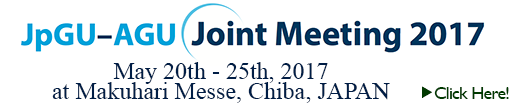 JpGU–AGU Joint Meeting 2017
May 20th - 25th, 2017
at Makuhari Messe, Chiba, JAPAN
▶Click Here!